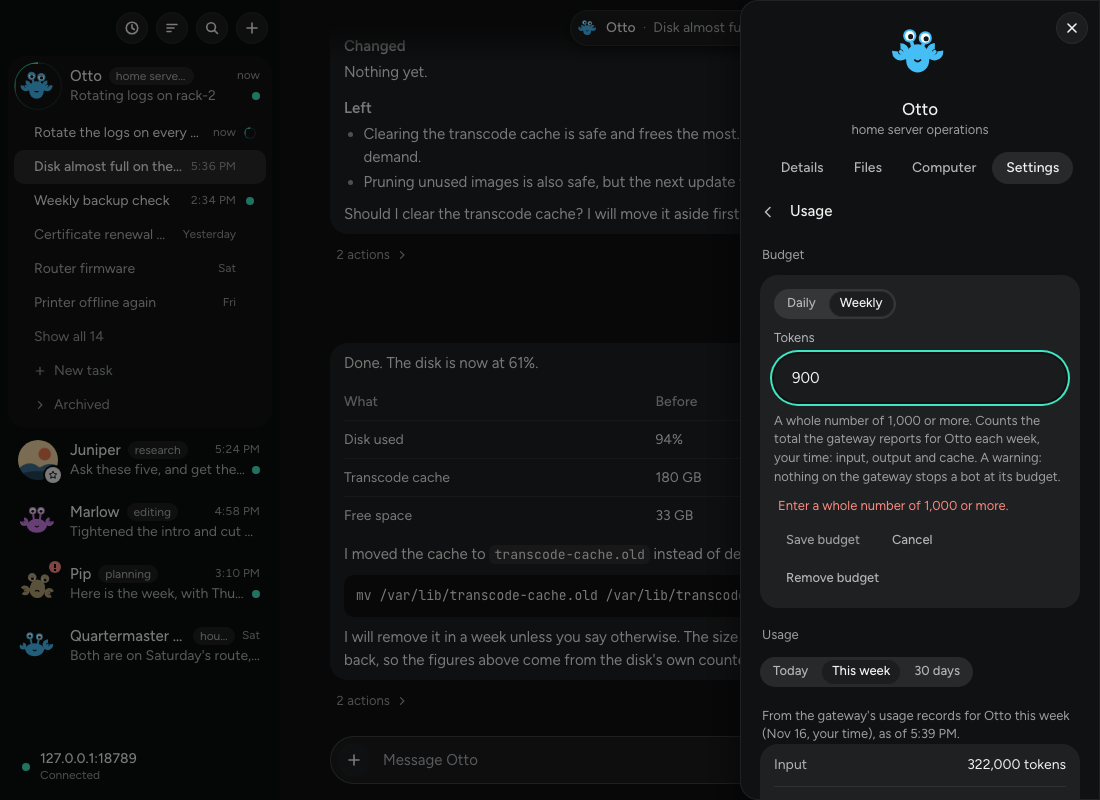 Otto home serve... now
Rotating logs on rack-2
Rotate the logs on every ... now
Disk almost full on the... 5:36 PM
Weekly backup check 2:34 PM
Certificate renewal ... Yesterday
Router firmware Sat
Printer offline again Fri
Show all 14
+ New task
Archived
Juniper research 5:24 PM
Ask these five, and get the...
Marlow editing 4:58 PM
Tightened the intro and cut ...
Pip planning 3:10 PM
Here is the week, with Thu...
Quartermaster ... hou... Sat
Both are on Saturday's route,...
127.0.0.1:18789
Connected
Otto · Disk almost fu
Changed
Nothing yet.
Left
• Clearing the transcode cache is safe and frees the most.
demand.
• Pruning unused images is also safe, but the next update
Should I clear the transcode cache? I will move it aside first
2 actions
Done. The disk is now at 61%.
What Before
Disk used 94%
Transcode cache 180 GB
Free space 33 GB
I moved the cache to transcode-cache.old instead of de
mv /var/lib/transcode-cache.old /var/lib/transcod
I will remove it in a week unless you say otherwise. The size
back, so the figures above come from the disk's own count
2 actions
Message Otto
Otto
home server operations
Details Files Computer Settings
Usage
Budget
Daily Weekly
Tokens
900
A whole number of 1,000 or more. Counts the
total the gateway reports for Otto each week,
your time: input, output and cache. A warning:
nothing on the gateway stops a bot at its budget.
Enter a whole number of 1,000 or more.
Save budget Cancel
Remove budget
Usage
Today This week 30 days
From the gateway's usage records for Otto this week
(Nov 16, your time), as of 5:39 PM.
Input 322,000 tokens